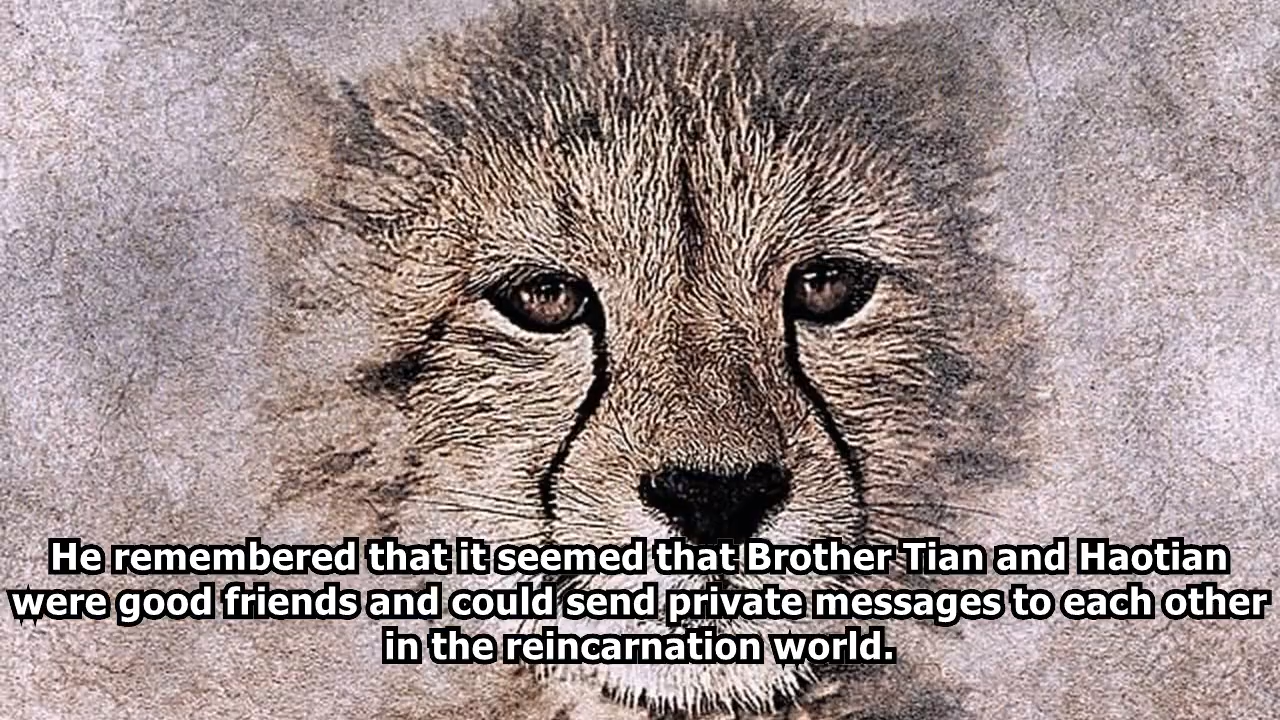 He remembered that it seemed that Brother Tian and Haotian
were good friends and could send private messages to each other
in the reincarnation world.